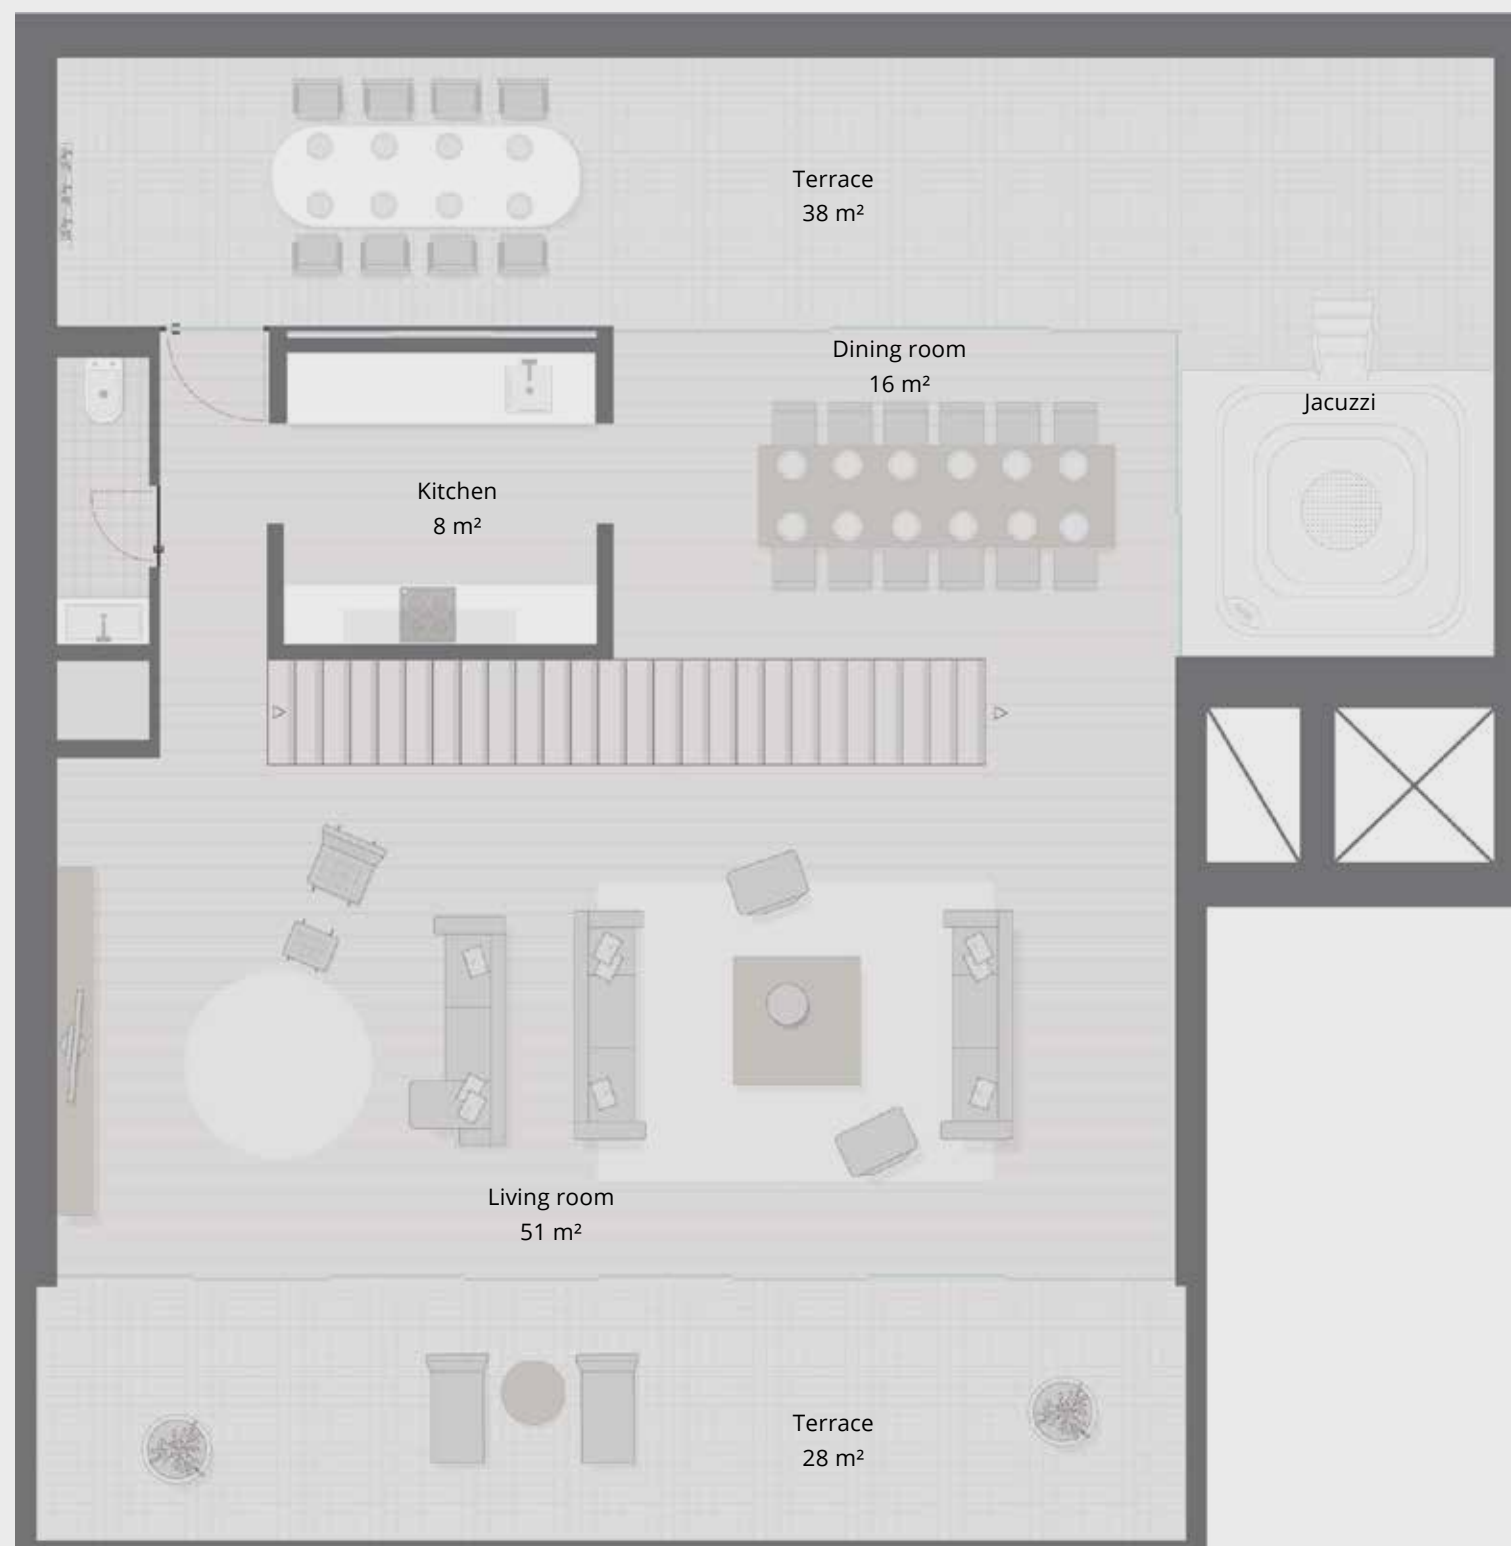 Terrace
38 m²
Dining room
16 m²
Jacuzzi
Kitchen
8 m²
Living room
51 m²
Terrace
28 m²